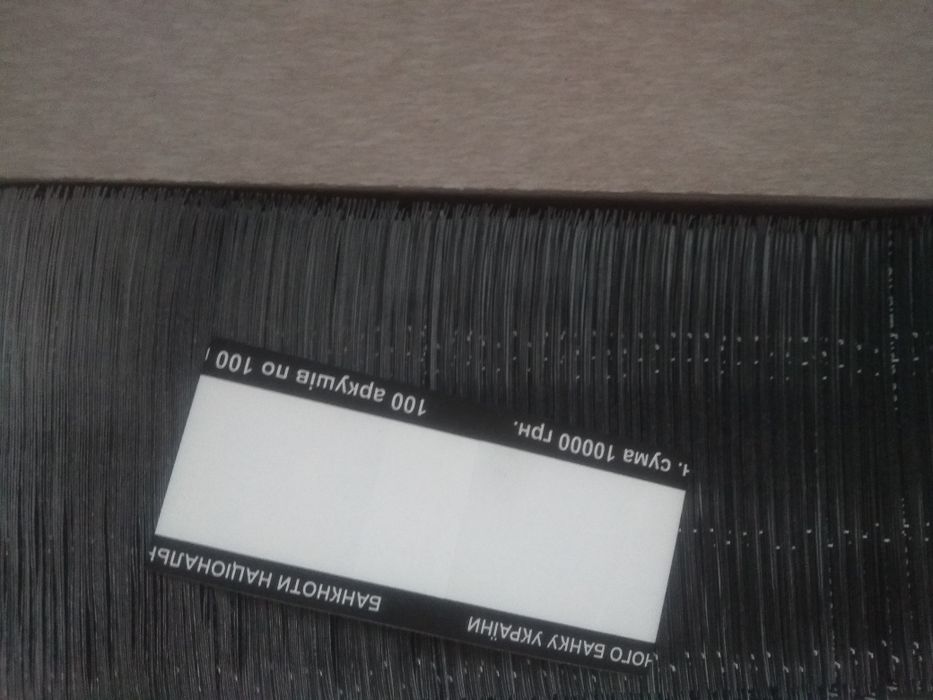 НОГО БАНКУ УКРАЇНИ БАНКНОТИ НАЦІОНАЛЬ
сума 10000 грн. 100 аркушів по 100